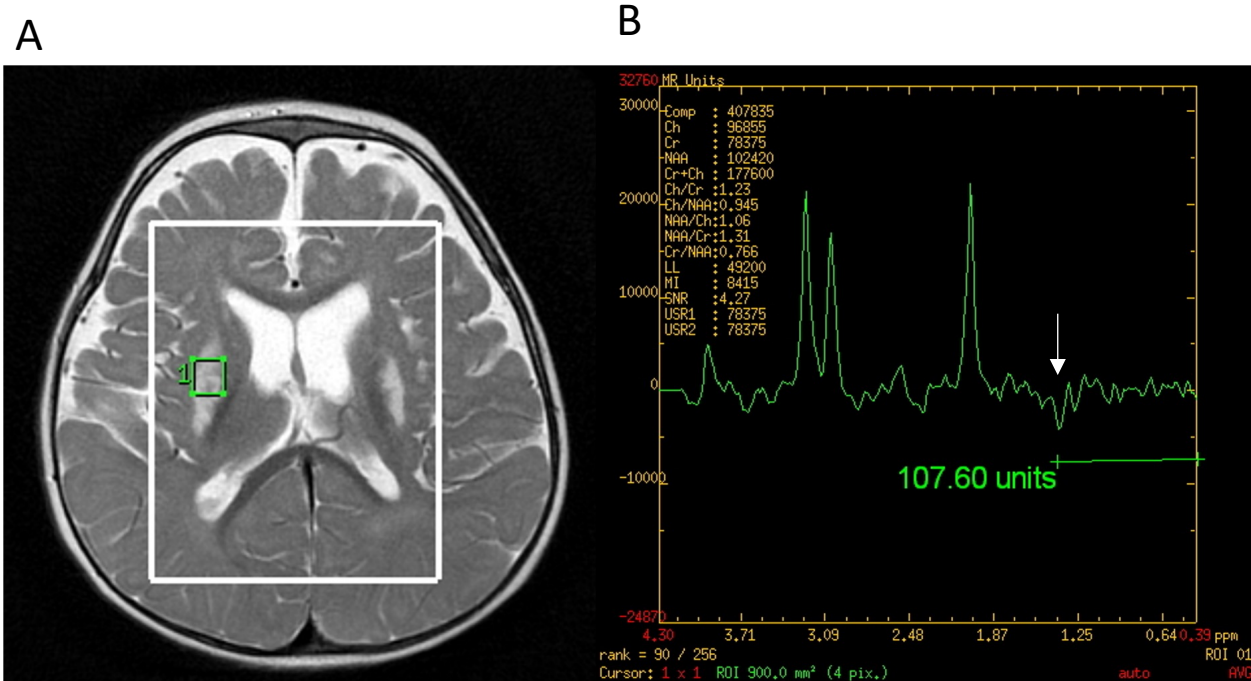 A
B
32760 MR Units
30000
Comp : 407835
Ch : 96855
Cr : 78375
NAA : 102420
Cr+Ch : 177600
Ch/Cr :1.23
20000
Ch/NAA:0.945
NAA/Ch:1.06
NAA/Cr:1.31
Cr/NAA:0.766
LL : 49200
10000
MI : 8415
SNR :4.27
USR1 : 78375
USR2 : 78375
1
0
-10000
107.60 units
-24870
4.30 3.71 3.09 2.48 1.87 1.25 0.64 0.39 ppm
rank = 90 / 256 ROI 01
Cursor: 1 x 1 ROI 900.0 mm² (4 pix.) auto